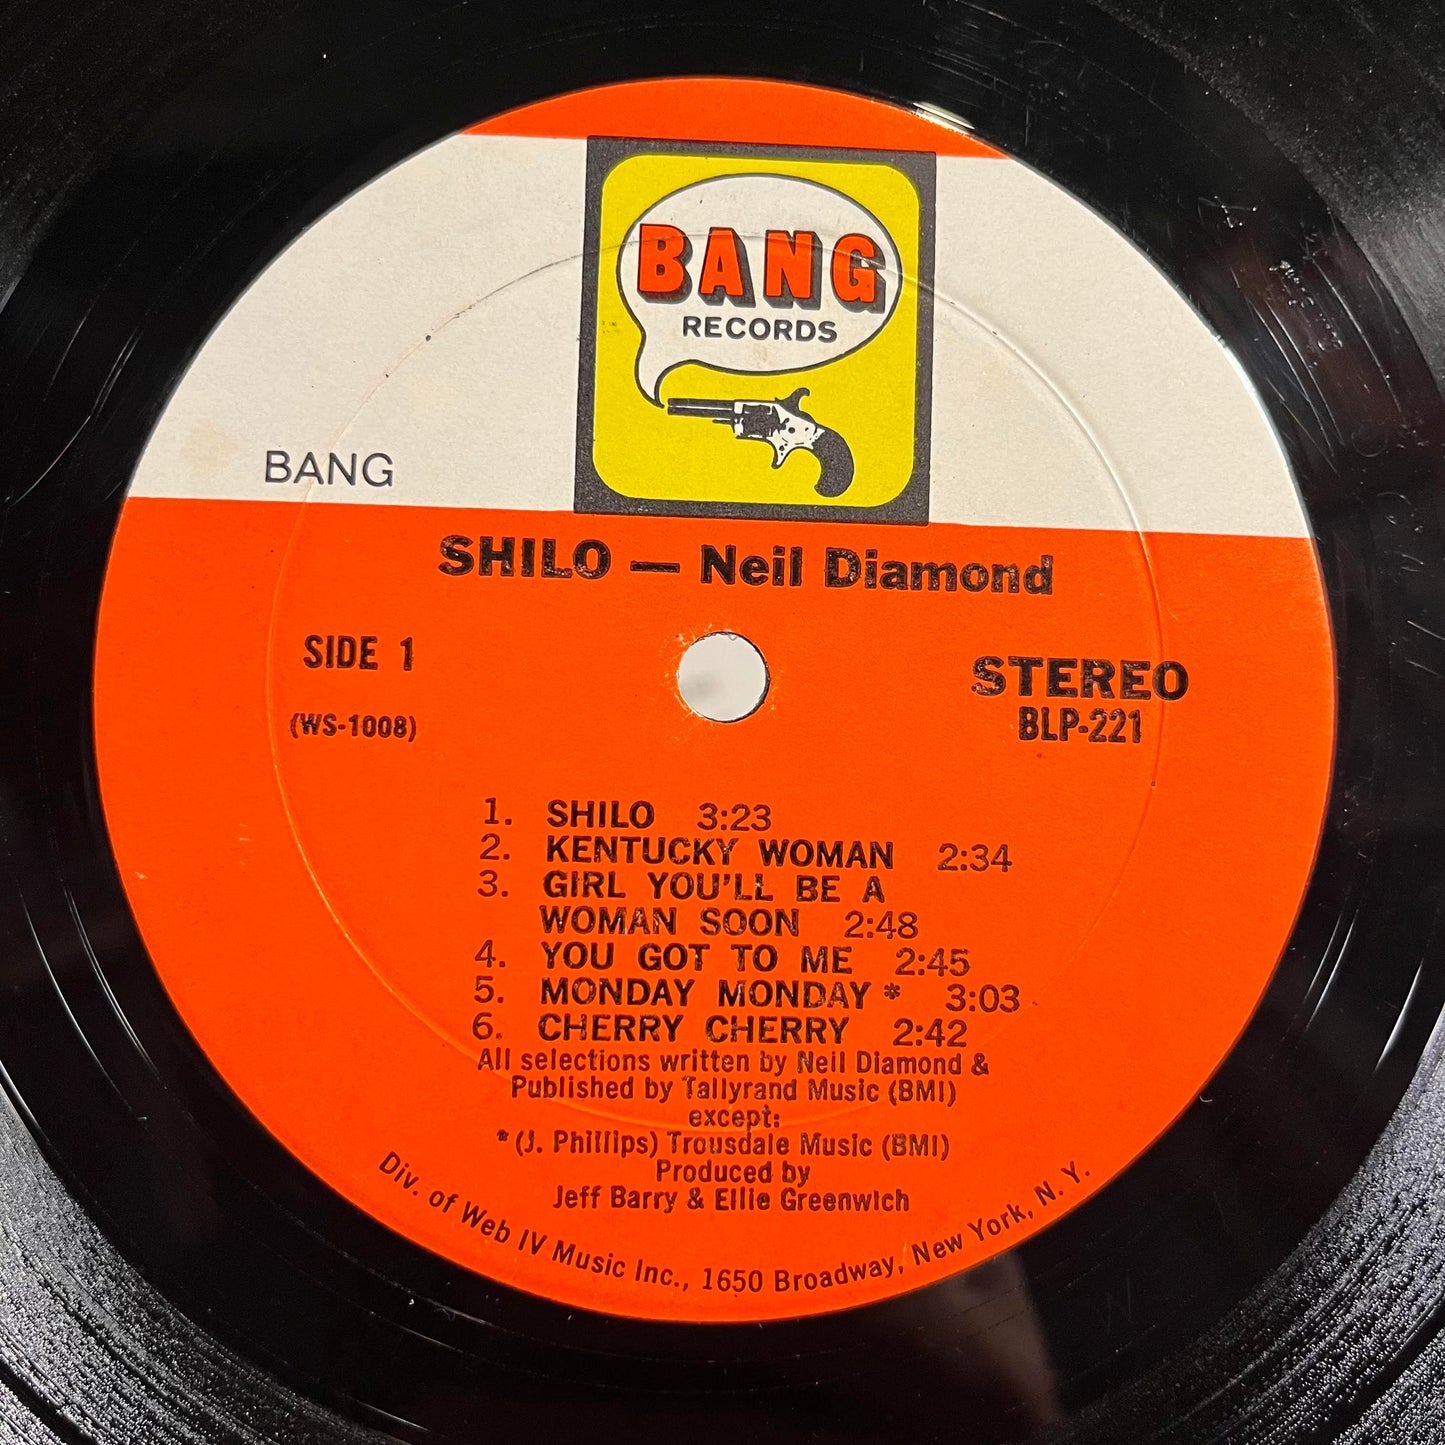 BANG
RECORDS
BANG
SHILO — Neil Diamond
SIDE 1
(WS-1008)
STEREO
BLP-221
1. SHILO 3:23
2. KENTUCKY WOMAN 2:34
3. GIRL YOU'LL BE A
WOMAN SOON 2:48
4. YOU GOT TO ME 2:45
5. MONDAY MONDAY * 3:03
6. CHERRY CHERRY 2:42
All selections written by Neil Diamond &
Published by Tallyrand Music (BMI)
except:
* (J. Phillips) Trousdale Music (BMI)
Produced by
Jeff Barry & Ellie Greenwich
Div. of Web IV Music Inc., 1650 Broadway, New York, N. Y.